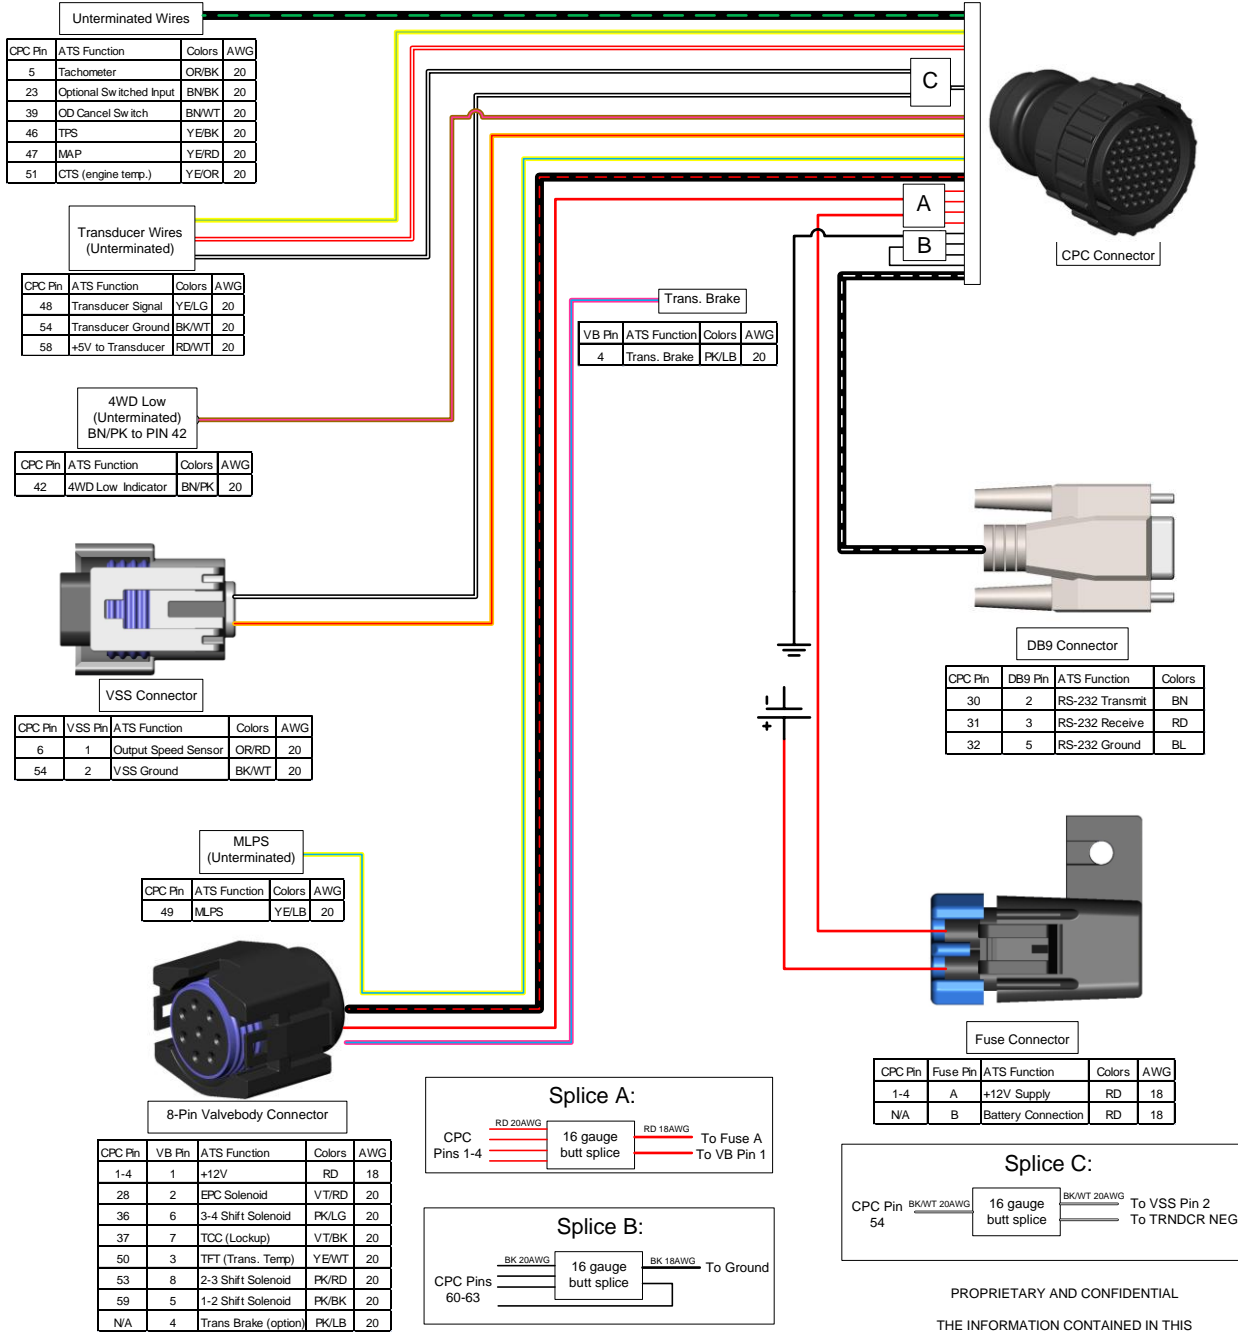 Unterminated Wires
CPC Pin ATS Function Colors AWG
5 Tachometer OR/BK 20
23 Optional Switched Input BN/BK 20
39 OD Cancel Switch BN/WT 20
46 TPS YE/BK 20
47 MAP YE/RD 20
51 CTS (engine temp.) YE/OR 20
C
A
B
CPC Connector
Transducer Wires
(Unterminated)
CPC Pin ATS Function Colors AWG
48 Transducer Signal YE/LG 20
54 Transducer Ground BK/WT 20
58 +5V to Transducer RD/WT 20
Trans. Brake
VB Pin ATS Function Colors AWG
4 Trans. Brake PK/LB 20
4WD Low
(Unterminated)
BN/PK to PIN 42
CPC Pin ATS Function Colors AWG
42 4WD Low Indicator BN/PK 20
VSS Connector
CPC Pin VSS Pin ATS Function Colors AWG
6 1 Output Speed Sensor OR/RD 20
54 2 VSS Ground BK/WT 20
DB9 Connector
CPC Pin DB9 Pin ATS Function Colors
30 2 RS-232 Transmit BN
31 3 RS-232 Receive RD
32 5 RS-232 Ground BL
-
+
MLPS
(Unterminated)
CPC Pin ATS Function Colors AWG
49 MLPS YE/LB 20
Fuse Connector
CPC Pin Fuse Pin ATS Function Colors AWG
1-4 A +12V Supply RD 18
N/A B Battery Connection RD 18
8-Pin Valvebody Connector
CPC Pin VB Pin ATS Function Colors AWG
1-4 1 +12V RD 18
28 2 EPC Solenoid VT/RD 20
36 6 3-4 Shift Solenoid PK/LG 20
37 7 TCC (Lockup) VT/BK 20
50 3 TFT (Trans. Temp) YE/WT 20
53 8 2-3 Shift Solenoid PK/RD 20
59 5 1-2 Shift Solenoid PK/BK 20
N/A 4 Trans Brake (option) PK/LB 20
Splice A:
RD 20AWG
CPC
Pins 1-4
16 gauge
butt splice
RD 18AWG
To Fuse A
To VB Pin 1
Splice B:
BK 20AWG
CPC Pins
60-63
16 gauge
butt splice
BK 18AWG
To Ground
Splice C:
CPC Pin
54
BK/WT 20AWG
16 gauge
butt splice
BK/WT 20AWG
To VSS Pin 2
To TRNDCR NEG
PROPRIETARY AND CONFIDENTIAL
THE INFORMATION CONTAINED IN THIS